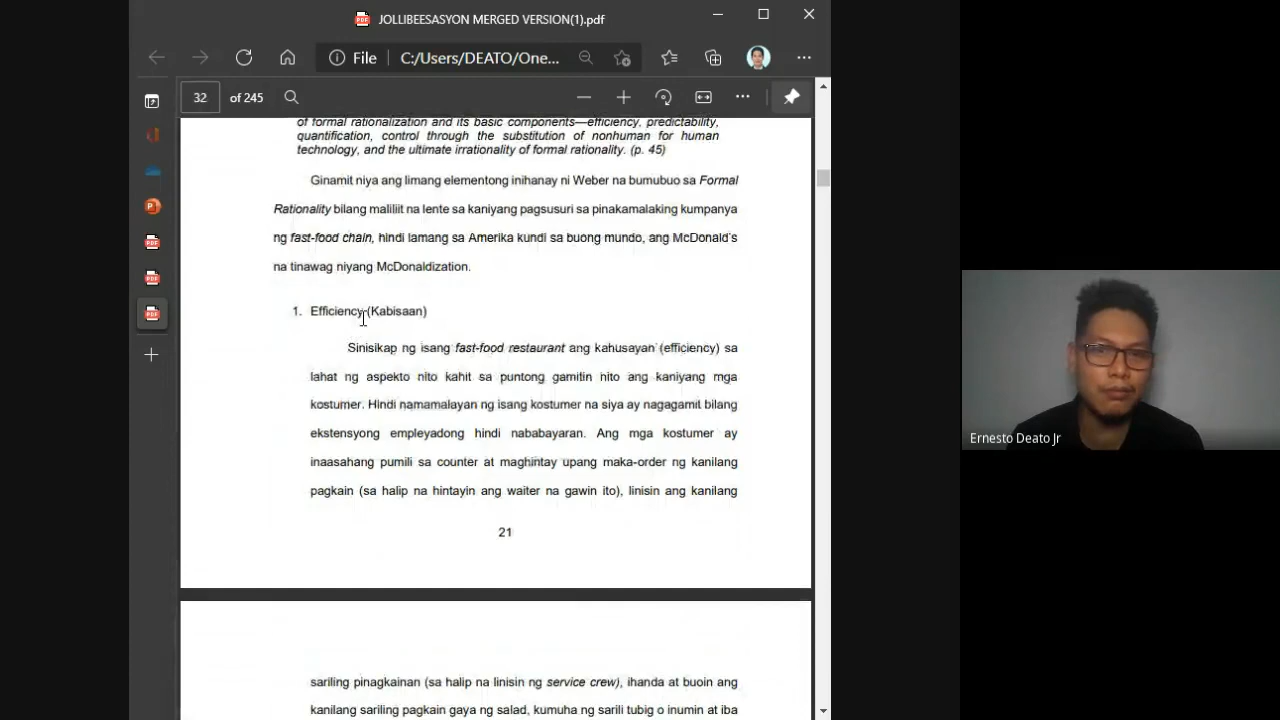 JOLLIBEESASYON MERGED VERSION(1).pdf
File C:/Users/DEATO/One...
32 of 245
of formal rationalization and its basic components—efficiency, predictability,
quantification, control through the substitution of nonhuman for human
technology, and the ultimate irrationality of formal rationality. (p. 45)
Ginamit niya ang limang elementong inihanay ni Weber na bumubuo sa Formal
Rationality bilang maliliit na lente sa kaniyang pagsusuri sa pinakamalaking kumpanya
ng fast-food chain, hindi lamang sa Amerika kundi sa buong mundo, ang McDonald's
na tinawag niyang McDonaldization.
1. Efficiency (Kabisaan)
Sinisikap ng isang fast-food restaurant ang kahusayan (efficiency) sa
lahat ng aspekto nito kahit sa puntong gamitin nito ang kaniyang mga
kostumer. Hindi namamalayan ng isang kostumer na siya ay nagagamit bilang
ekstensyong empleyadong hindi nababayaran. Ang mga kostumer ay
inaasahang pumili sa counter at maghintay upang maka-order ng kanilang
pagkain (sa halip na hintayin ang waiter na gawin ito), linisin ang kanilang
21
sariling pinagkainan (sa halip na linisin ng service crew), ihanda at buoin ang
kanilang sariling pagkain gaya ng salad, kumuha ng sarili tubig o inumin at iba
Ernesto Deato Jr